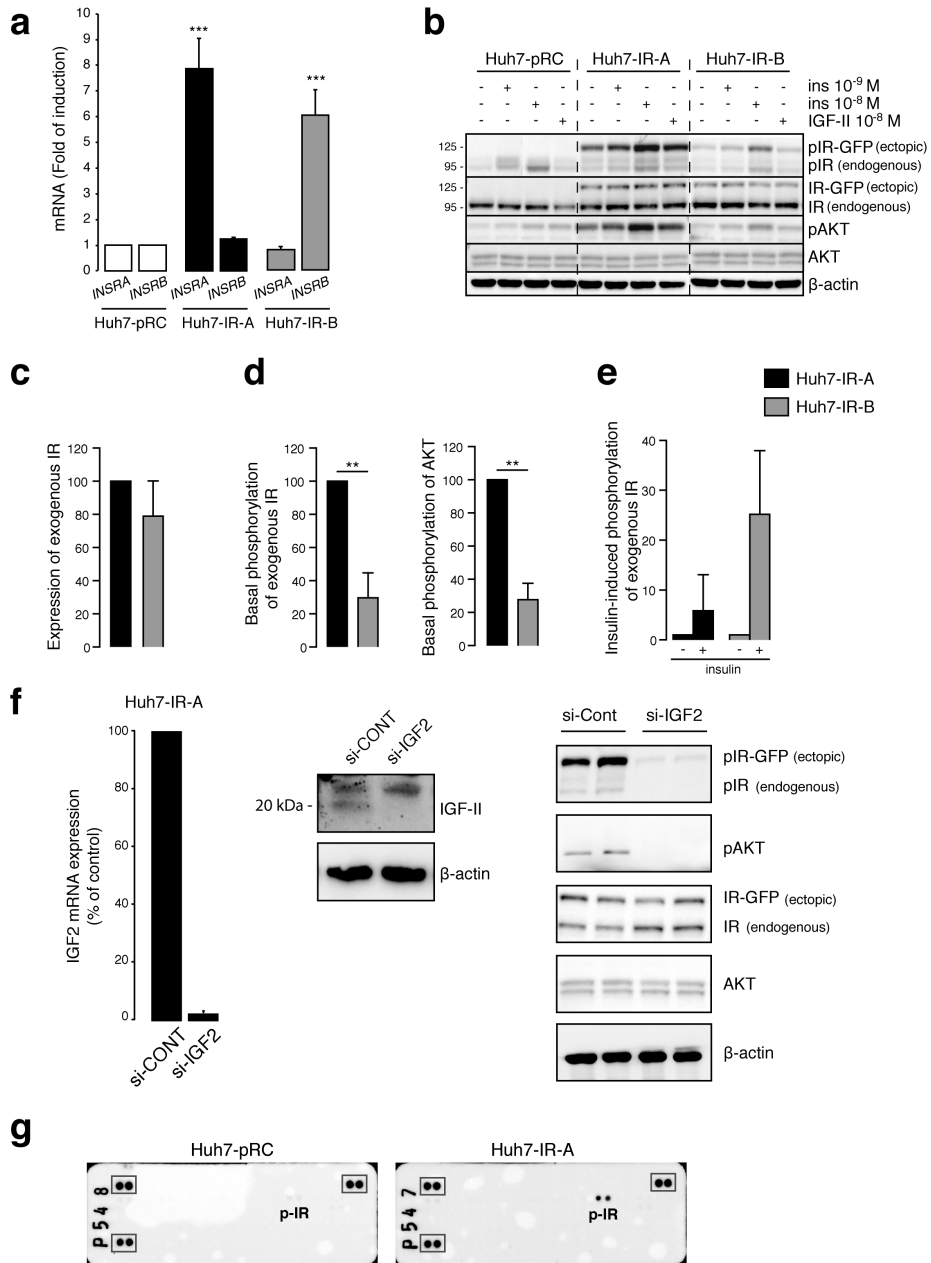 a
mRNA (Fold of induction)
10
9
8
7
6
5
4
3
2
1
0
***
***
INSRA INSRB INSRA INSRB INSRA INSRB
Huh7-pRC Huh7-IR-A Huh7-IR-B
b
Huh7-pRC Huh7-IR-A Huh7-IR-B
- + - - - + - - - + - - ins 10⁻⁹ M
- - + - - - + - - - + - ins 10⁻⁸ M
- - - + - - - + - - - + IGF-II 10⁻⁸ M
125 - pIR-GFP (ectopic)
95 - pIR (endogenous)
125 - IR-GFP (ectopic)
95 - IR (endogenous)
pAKT
AKT
β-actin
c
Expression of exogenous IR
120
100
80
60
40
20
0
d
Basal phosphorylation
of exogenous IR
120
100
80
60
40
20
0
**
Basal phosphorylation of AKT
120
100
80
60
40
20
0
**
e
Huh7-IR-A
Huh7-IR-B
Insulin-induced phosphorylation
of exogenous IR
40
30
20
10
0
- + - +
insulin
f
Huh7-IR-A
IGF2 mRNA expression
(% of control)
100
80
60
40
20
0
si-CONT si-IGF2
si-CONT si-IGF2
20 kDa - IGF-II
β-actin
si-Cont si-IGF2
pIR-GFP (ectopic)
pIR (endogenous)
pAKT
IR-GFP (ectopic)
IR (endogenous)
AKT
β-actin
g
Huh7-pRC
P548
p-IR
Huh7-IR-A
P547
p-IR